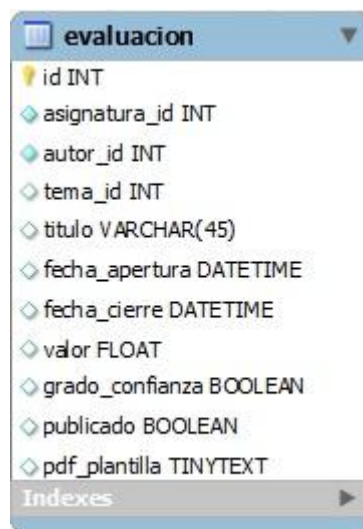 evaluacion
id INT
asignatura_id INT
autor_id INT
tema_id INT
titulo VARCHAR(45)
fecha_apertura DATETIME
fecha_cierre DATETIME
valor FLOAT
grado_confianza BOOLEAN
publicado BOOLEAN
pdf_plantilla TINYTEXT
Indexes